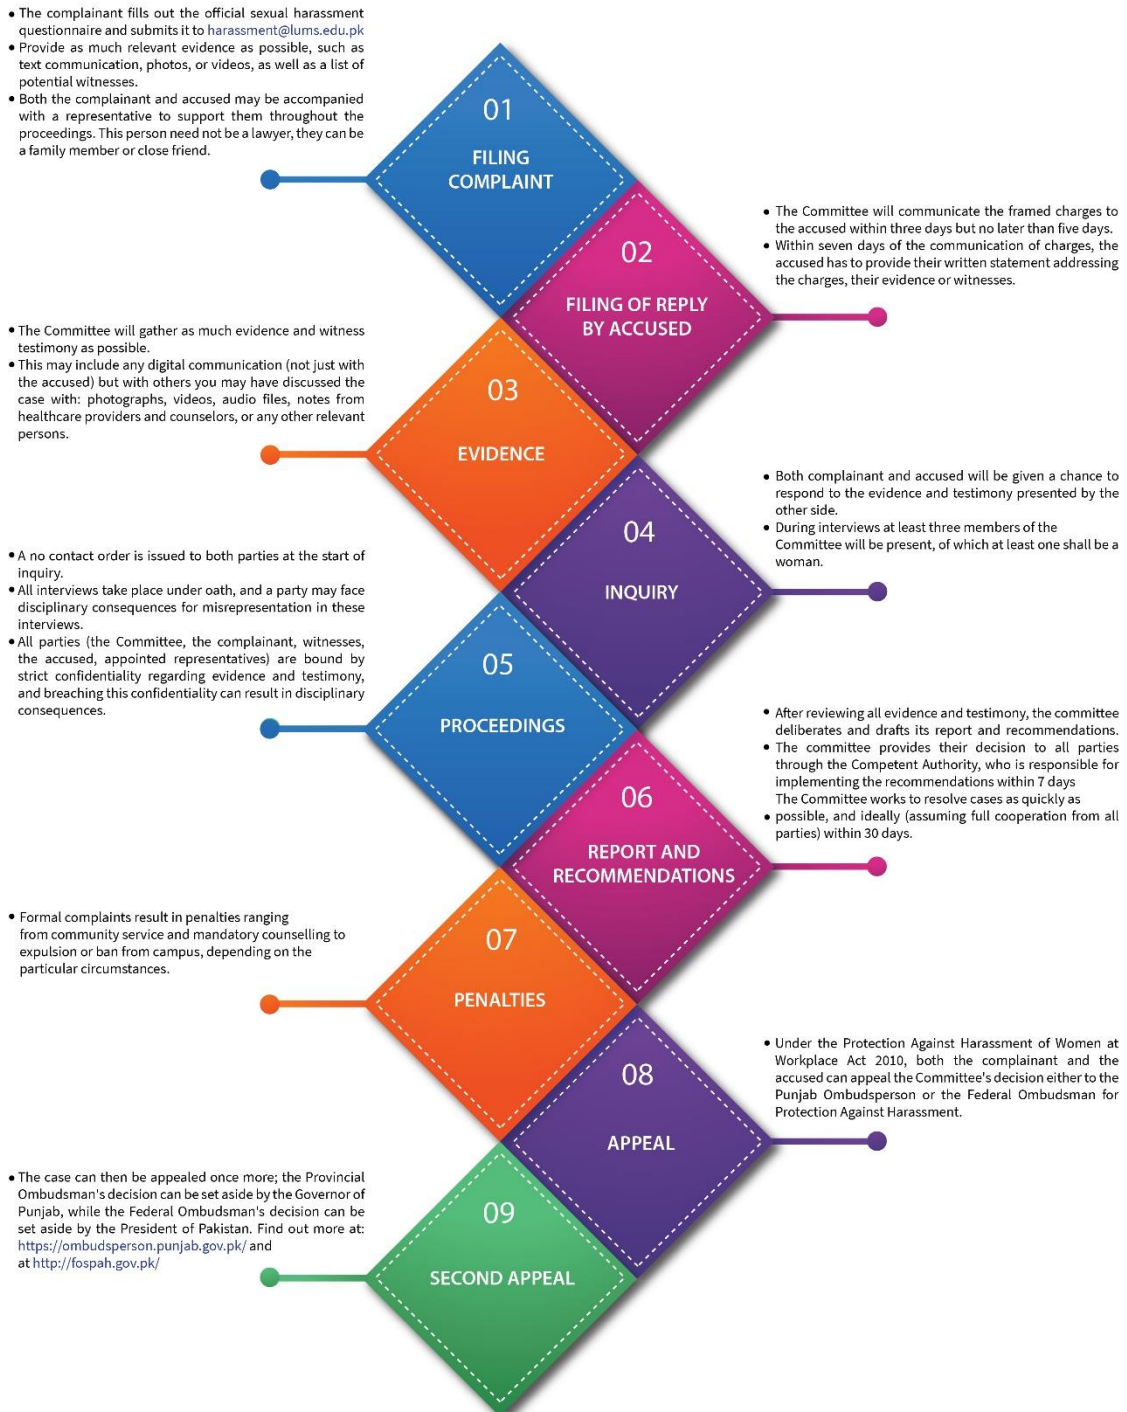 • The complainant fills out the official sexual harassment
questionnaire and submits it to harassment@lums.edu.pk
• Provide as much relevant evidence as possible, such as
text communication, photos, or videos, as well as a list of
potential witnesses.
• Both the complainant and accused may be accompanied
with a representative to support them throughout the
proceedings. This person need not be a lawyer, they can be
a family member or close friend.
01
FILING
COMPLAINT
• The Committee will communicate the framed charges to
the accused within three days but no later than five days.
• Within seven days of the communication of charges, the
accused has to provide their written statement addressing
the charges, their evidence or witnesses.
02
FILING OF REPLY
BY ACCUSED
• The Committee will gather as much evidence and witness
testimony as possible.
• This may include any digital communication (not just with
the accused) but with others you may have discussed the
case with: photographs, videos, audio files, notes from
healthcare providers and counselors, or any other relevant
persons.
03
EVIDENCE
• Both complainant and accused will be given a chance to
respond to the evidence and testimony presented by the
other side.
• During interviews at least three members of the
Committee will be present, of which at least one shall be a
woman.
04
INQUIRY
• A no contact order is issued to both parties at the start of
inquiry.
• All interviews take place under oath, and a party may face
disciplinary consequences for misrepresentation in these
interviews.
• All parties (the Committee, the complainant, witnesses,
the accused, appointed representatives) are bound by
strict confidentiality regarding evidence and testimony,
and breaching this confidentiality can result in disciplinary
consequences.
05
PROCEEDINGS
• After reviewing all evidence and testimony, the committee
deliberates and drafts its report and recommendations.
• The committee provides their decision to all parties
through the Competent Authority, who is responsible for
implementing the recommendations within 7 days
The Committee works to resolve cases as quickly as
• possible, and ideally (assuming full cooperation from all
parties) within 30 days.
06
REPORT AND
RECOMMENDATIONS
• Formal complaints result in penalties ranging
from community service and mandatory counselling to
expulsion or ban from campus, depending on the
particular circumstances.
07
PENALTIES
• Under the Protection Against Harassment of Women at
Workplace Act 2010, both the complainant and the
accused can appeal the Committee's decision either to the
Punjab Ombudsperson or the Federal Ombudsman for
Protection Against Harassment.
08
APPEAL
• The case can then be appealed once more; the Provincial
Ombudsman's decision can be set aside by the Governor of
Punjab, while the Federal Ombudsman's decision can be
set aside by the President of Pakistan. Find out more at:
https://ombudsperson.punjab.gov.pk/ and
at http://fospah.gov.pk/
09
SECOND APPEAL